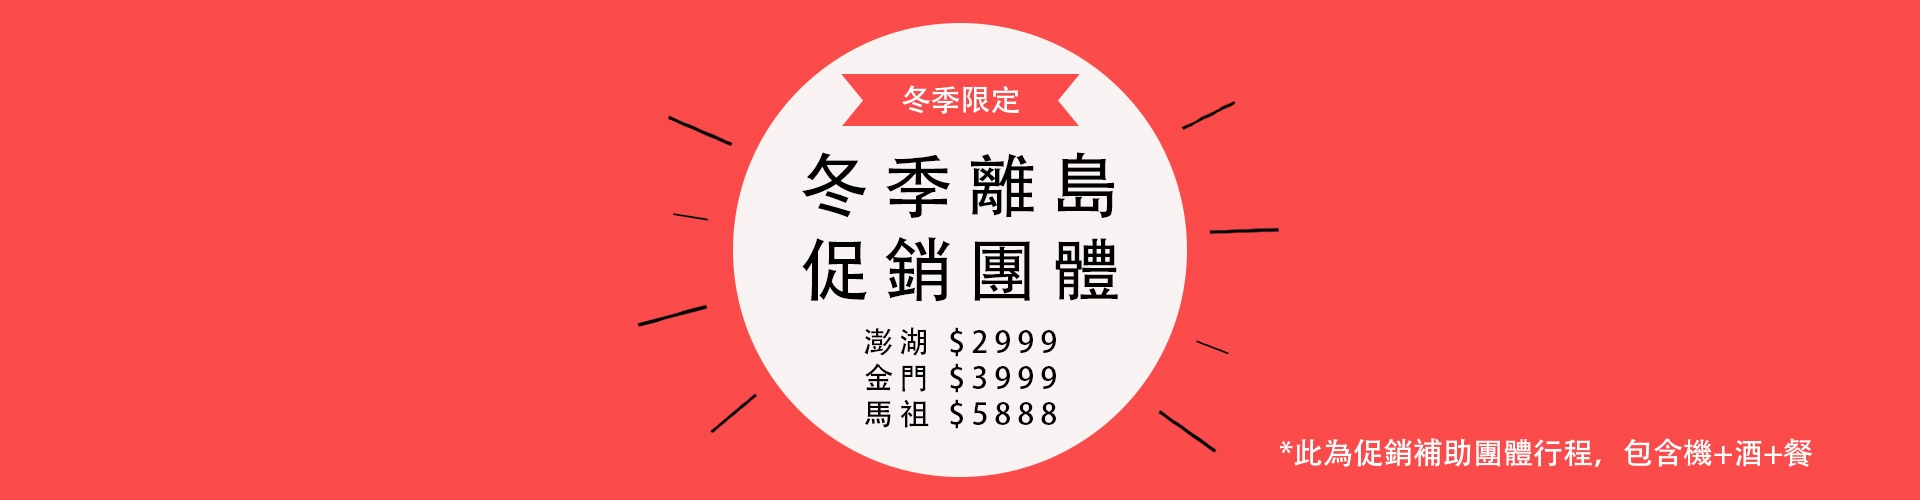 冬季限定
冬季離島
促銷團體
澎湖 $2999
金門 $3999
馬祖 $5888
*此為促銷補助團體行程，包含機+酒+餐